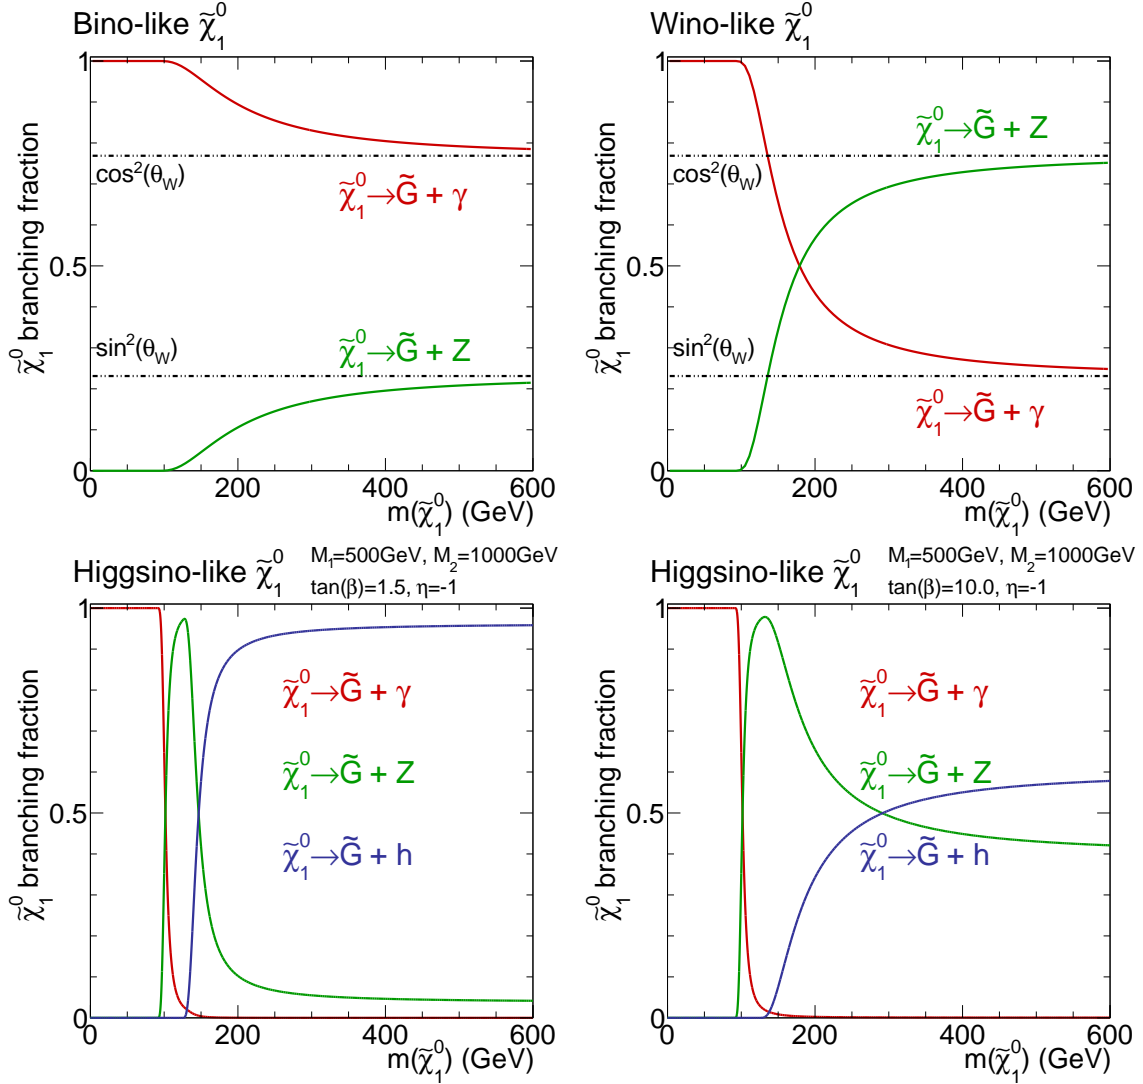 Bino-like χ̃₁⁰
χ̃₁⁰ branching fraction
1
0.5
0
cos²(θ_W)
χ̃₁⁰→G̃ + γ
sin²(θ_W)
χ̃₁⁰→G̃ + Z
0 200 400 600
m(χ̃₁⁰) (GeV)
Wino-like χ̃₁⁰
χ̃₁⁰ branching fraction
1
0.5
0
χ̃₁⁰→G̃ + Z
cos²(θ_W)
sin²(θ_W)
χ̃₁⁰→G̃ + γ
0 200 400 600
m(χ̃₁⁰) (GeV)
Higgsino-like χ̃₁⁰
M₁=500GeV, M₂=1000GeV
tan(β)=1.5, η=-1
χ̃₁⁰ branching fraction
1
0.5
0
χ̃₁⁰→G̃ + γ
χ̃₁⁰→G̃ + Z
χ̃₁⁰→G̃ + h
0 200 400 600
m(χ̃₁⁰) (GeV)
Higgsino-like χ̃₁⁰
M₁=500GeV, M₂=1000GeV
tan(β)=10.0, η=-1
χ̃₁⁰ branching fraction
1
0.5
0
χ̃₁⁰→G̃ + γ
χ̃₁⁰→G̃ + Z
χ̃₁⁰→G̃ + h
0 200 400 600
m(χ̃₁⁰) (GeV)